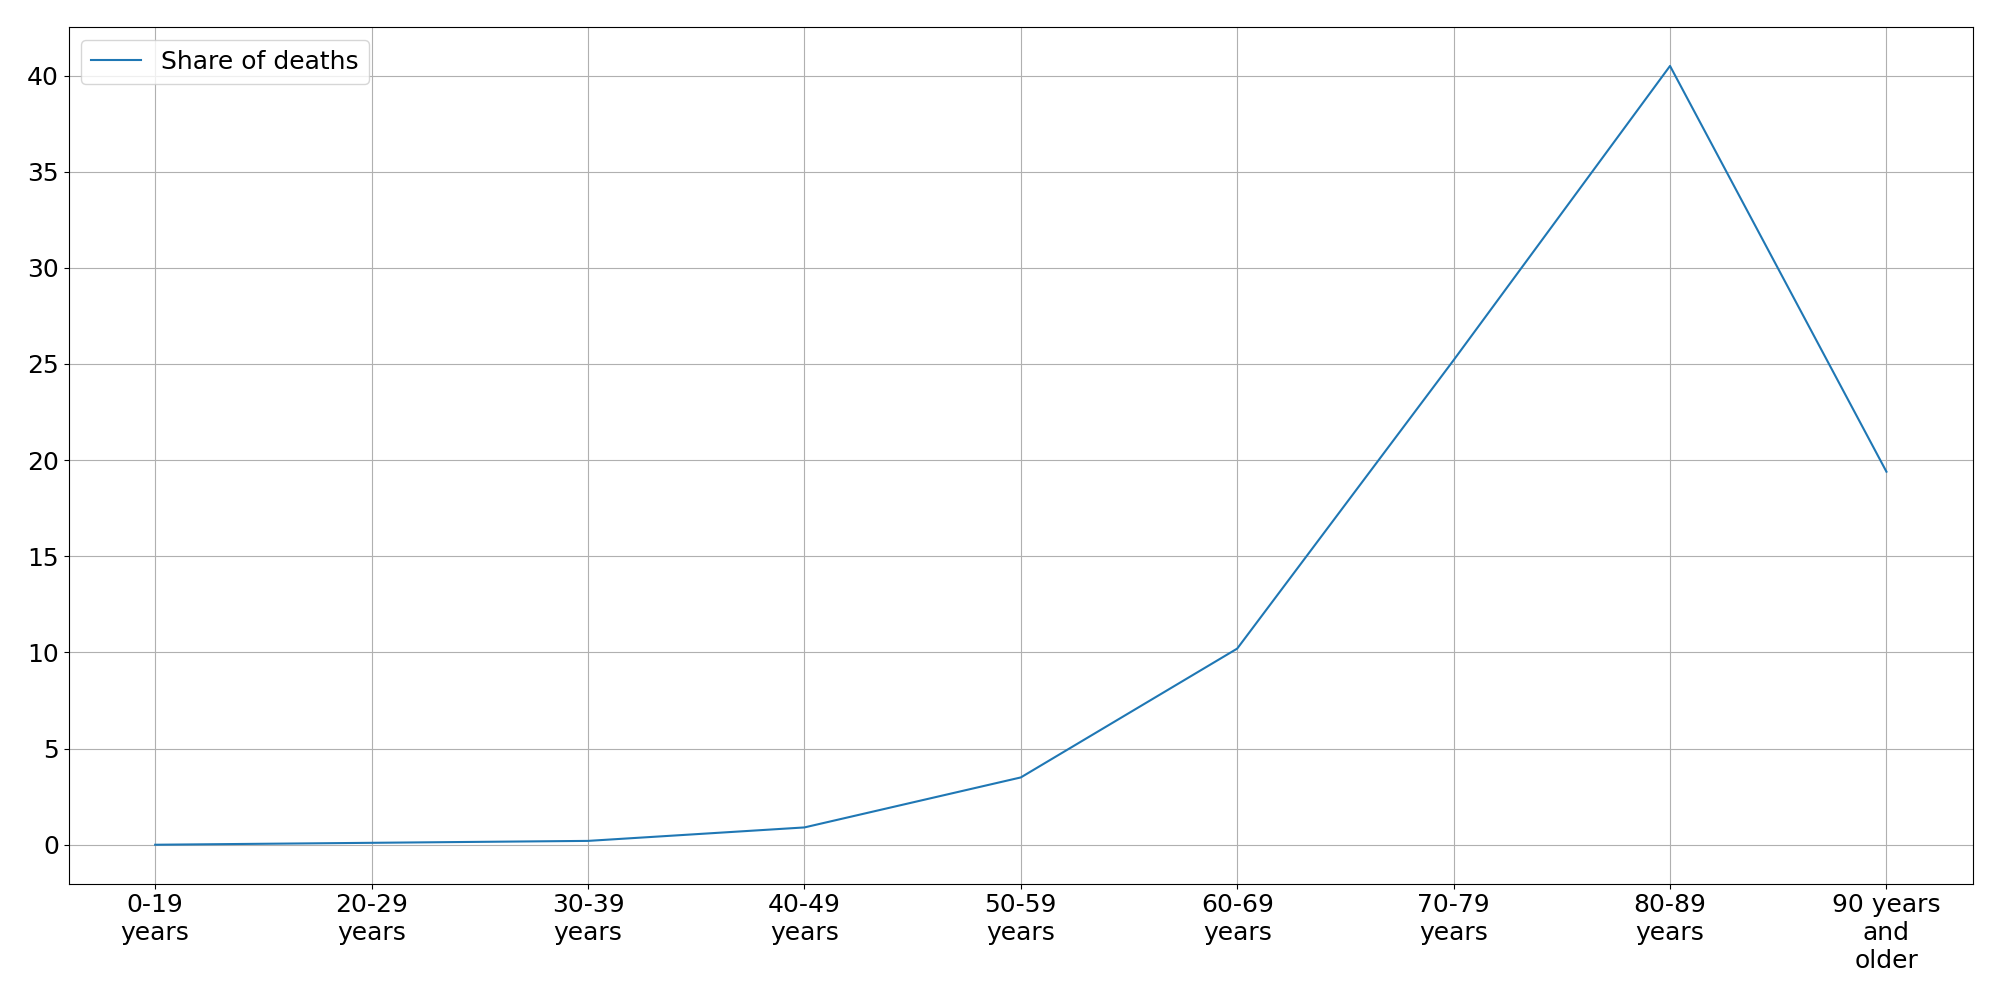 Share of deaths
40
35
30
25
20
15
10
5
0
0-19
years
20-29
years
30-39
years
40-49
years
50-59
years
60-69
years
70-79
years
80-89
years
90 years
and
older